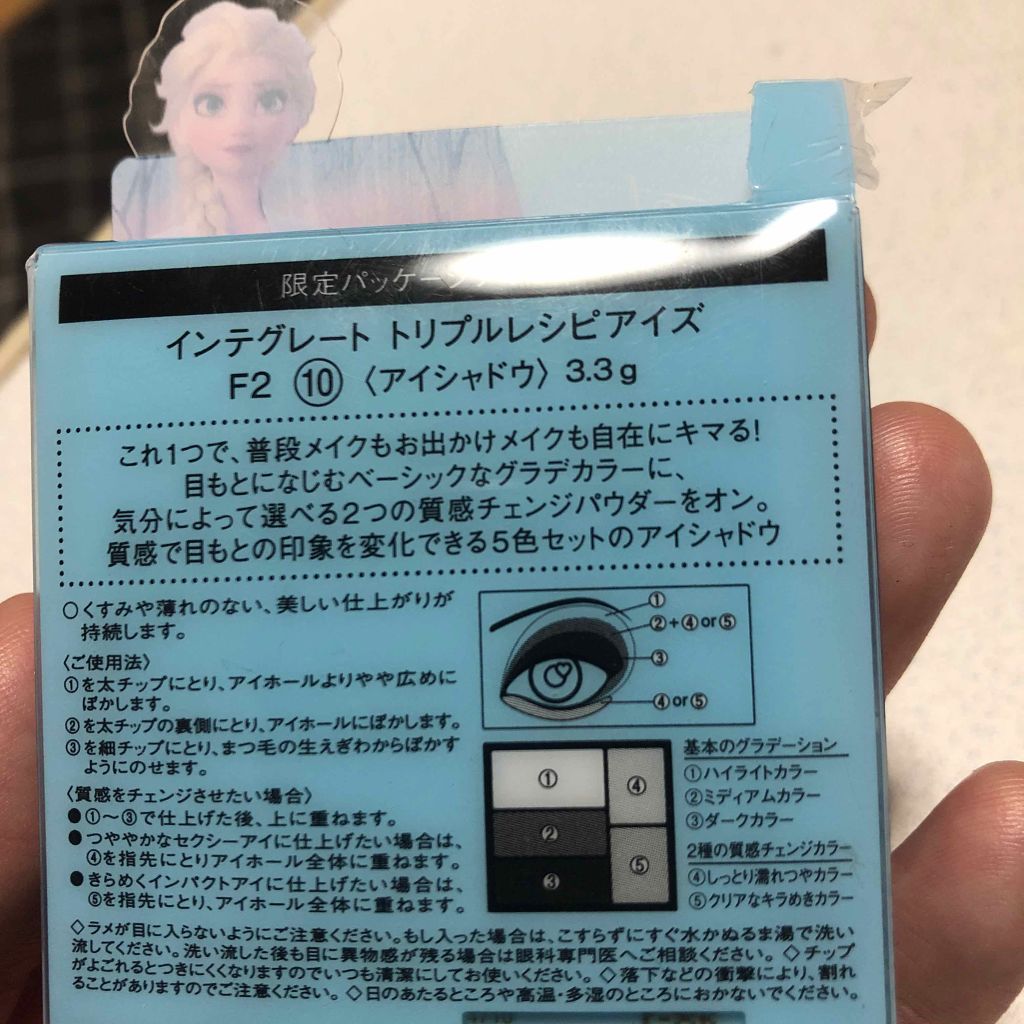 限定パッケー
インテグレート トリプルレシピアイズ
F2 ⑩ 〈アイシャドウ〉 3.3g
これ1つで、普段メイクもお出かけメイクも自在にキマる!
目もとになじむベーシックなグラデカラーに、
気分によって選べる2つの質感チェンジパウダーをオン。
質感で目もとの印象を変化できる5色セットのアイシャドウ
○くすみや薄れのない、美しい仕上がりが
持続します。
〈ご使用法〉
①を太チップにとり、アイホールよりやや広めに
ぼかします。
②を太チップの裏側にとり、アイホールにぼかします。
③を細チップにとり、まつ毛の生えぎわからぼかす
ようにのせます。
〈質感をチェンジさせたい場合〉
●①〜③で仕上げた後、上に重ねます。
●つややかなセクシーアイに仕上げたい場合は、
④を指先にとりアイホール全体に重ねます。
●きらめくインパクトアイに仕上げたい場合は、
⑤を指先にとり、アイホール全体に重ねます。
①
②+④or⑤
③
④or⑤
①
②
③
④
⑤
基本のグラデーション
①ハイライトカラー
②ミディアムカラー
③ダークカラー
2種の質感チェンジカラー
④しっとり濡れつやカラー
⑤クリアなキラめきカラー
◇ラメが目に入らないようにご注意ください。もし入った場合は、こすらずにすぐ水かぬるま湯で洗い
流してください。洗い流した後も目に異物感が残る場合は眼科専門医へご相談ください。◇チップ
がよごれるとつきにくくなりますのでいつも清潔にしてお使いください。◇落下などの衝撃により、割れ
ることがありますのでご注意ください。◇日のあたるところや高温・多湿のところにおかないでください。